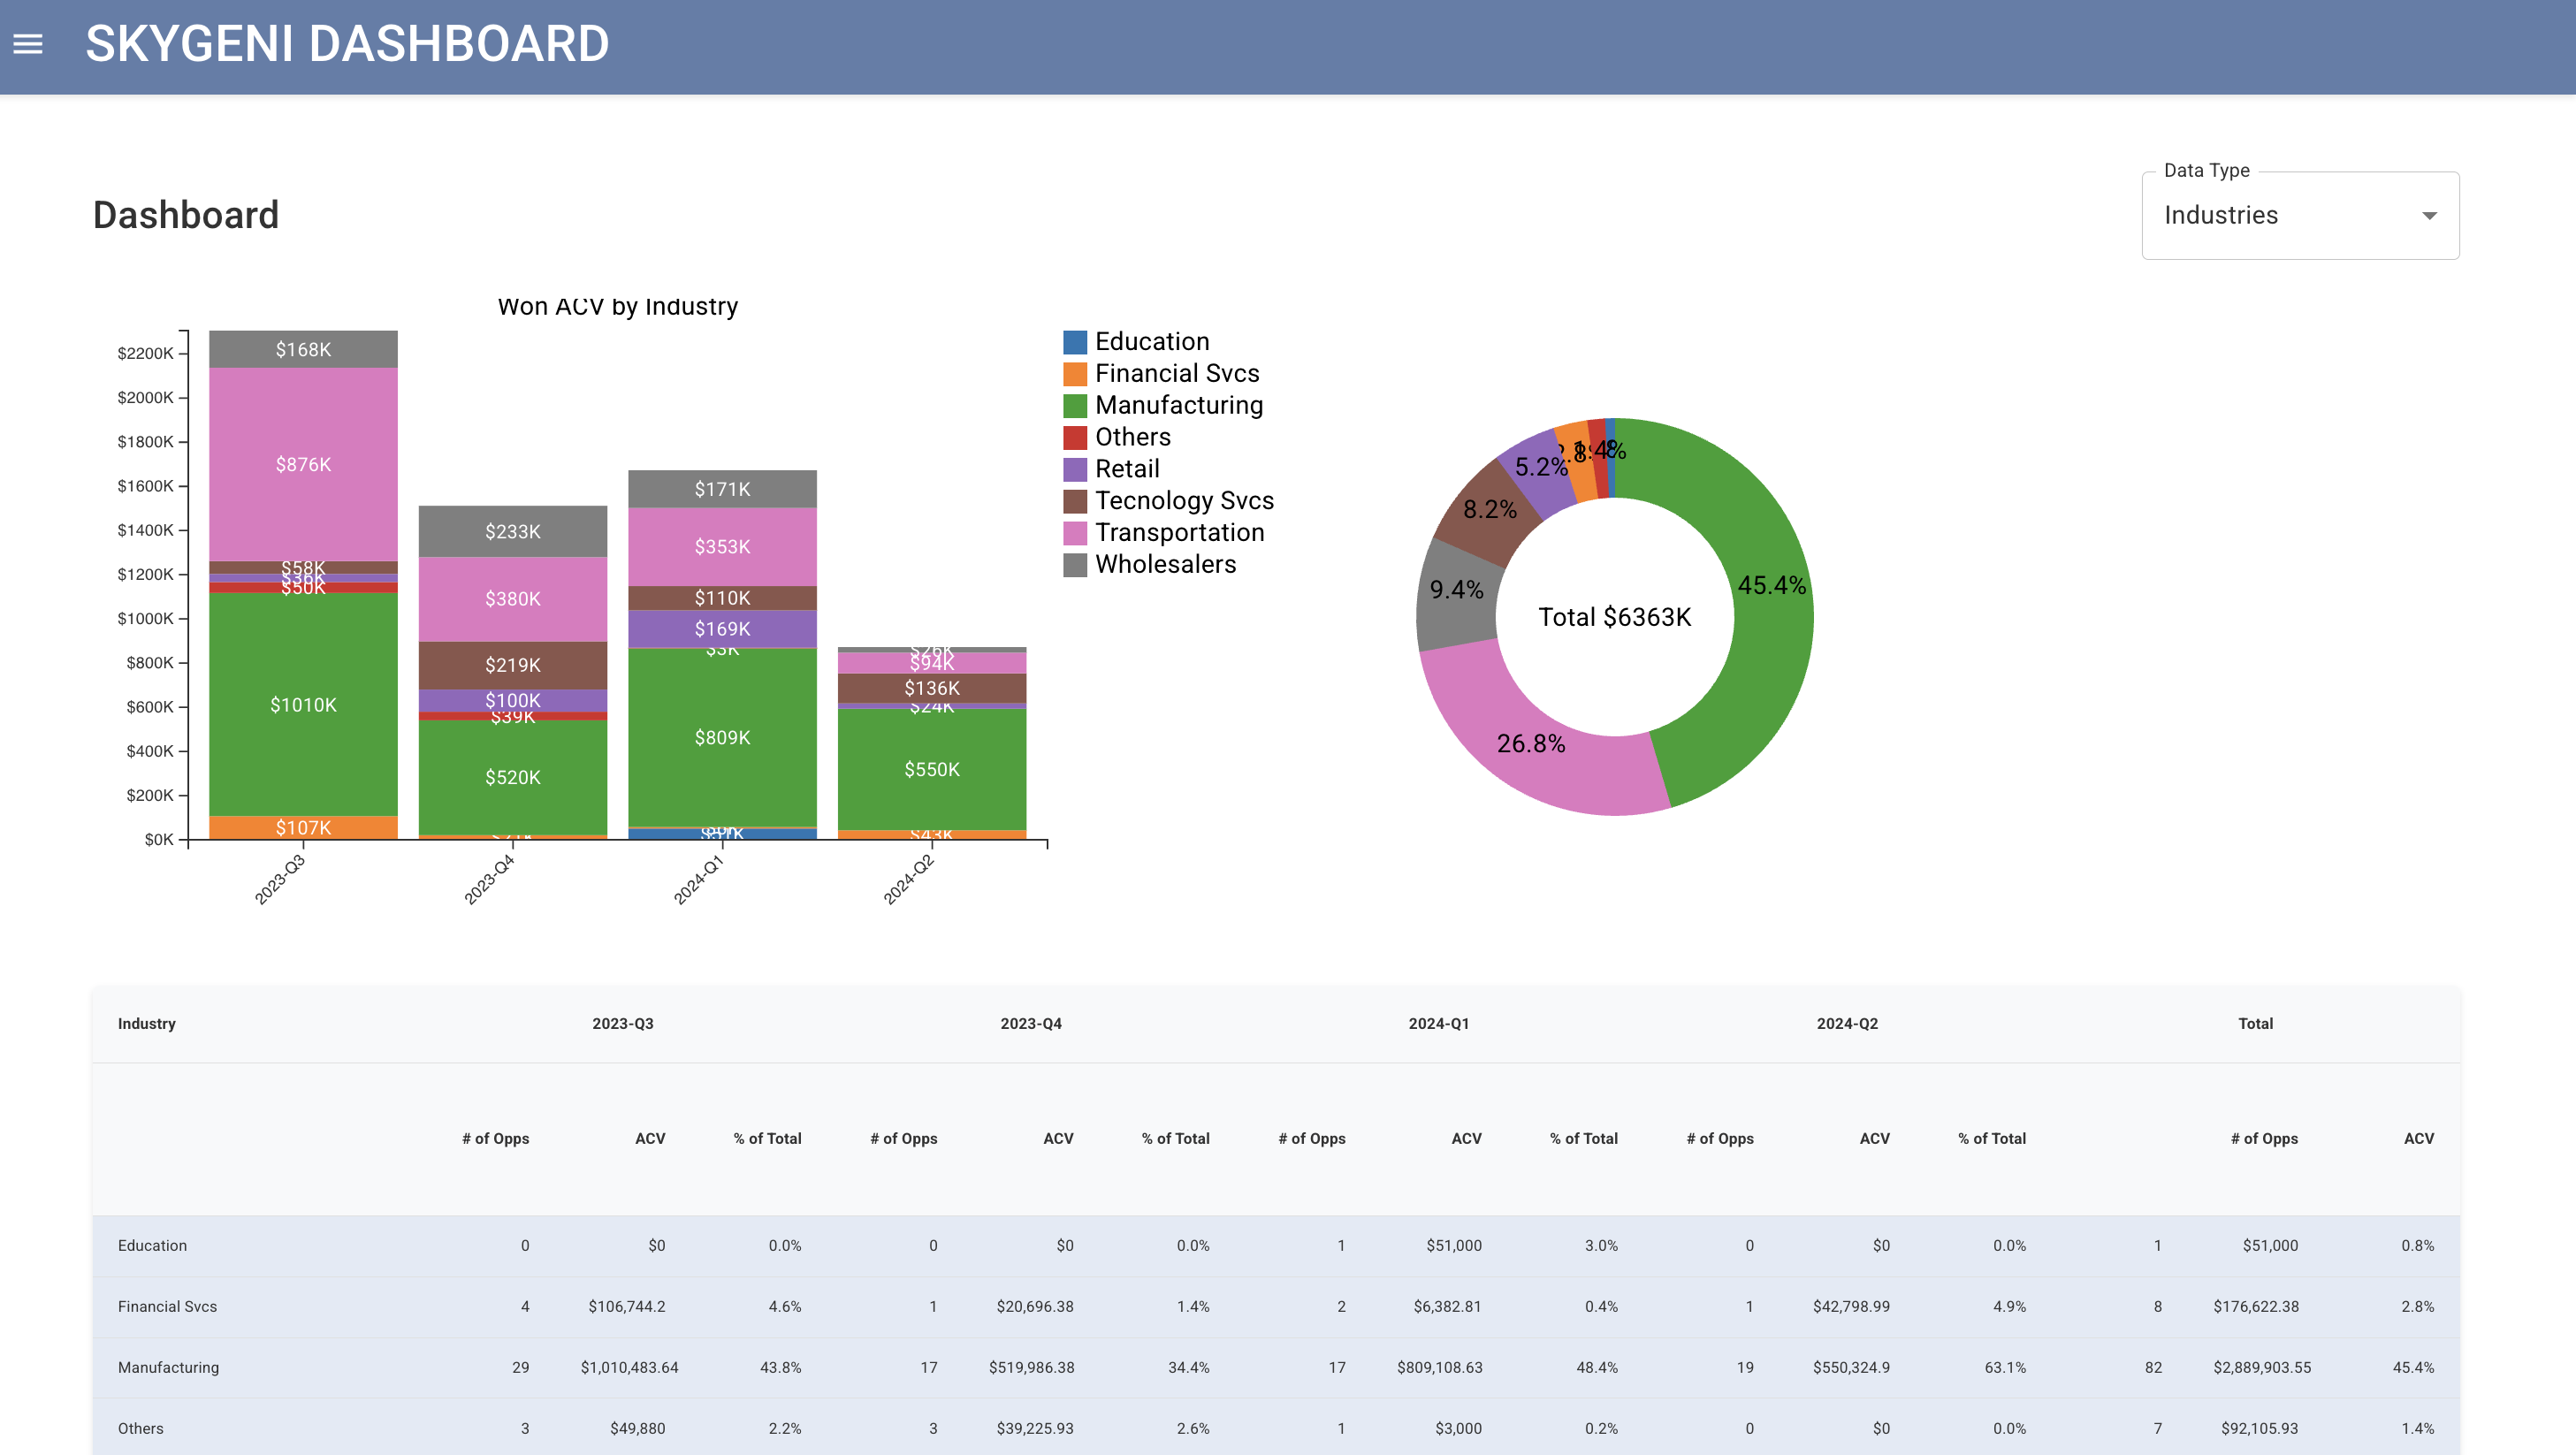 SKYGENI DASHBOARD
Dashboard
Data Type
Industries
Won ACV by Industry
$2200K
$2000K
$1800K
$1600K
$1400K
$1200K
$1000K
$800K
$600K
$400K
$200K
$0K
$168K
$876K
$58K
$36K
$50K
$1010K
$107K
$233K
$380K
$219K
$100K
$39K
$520K
$21K
$171K
$353K
$110K
$169K
$3K
$809K
$51K
$26K
$94K
$136K
$24K
$550K
$43K
2023-Q3
2023-Q4
2024-Q1
2024-Q2
Education
Financial Svcs
Manufacturing
Others
Retail
Tecnology Svcs
Transportation
Wholesalers
5.2%
8.2%
9.4%
26.8%
45.4%
Total $6363K
Industry 2023-Q3 2023-Q4 2024-Q1 2024-Q2 Total
# of Opps ACV % of Total # of Opps ACV % of Total # of Opps ACV % of Total # of Opps ACV % of Total # of Opps ACV
Education 0 $0 0.0% 0 $0 0.0% 1 $51,000 3.0% 0 $0 0.0% 1 $51,000 0.8%
Financial Svcs 4 $106,744.2 4.6% 1 $20,696.38 1.4% 2 $6,382.81 0.4% 1 $42,798.99 4.9% 8 $176,622.38 2.8%
Manufacturing 29 $1,010,483.64 43.8% 17 $519,986.38 34.4% 17 $809,108.63 48.4% 19 $550,324.9 63.1% 82 $2,889,903.55 45.4%
Others 3 $49,880 2.2% 3 $39,225.93 2.6% 1 $3,000 0.2% 0 $0 0.0% 7 $92,105.93 1.4%